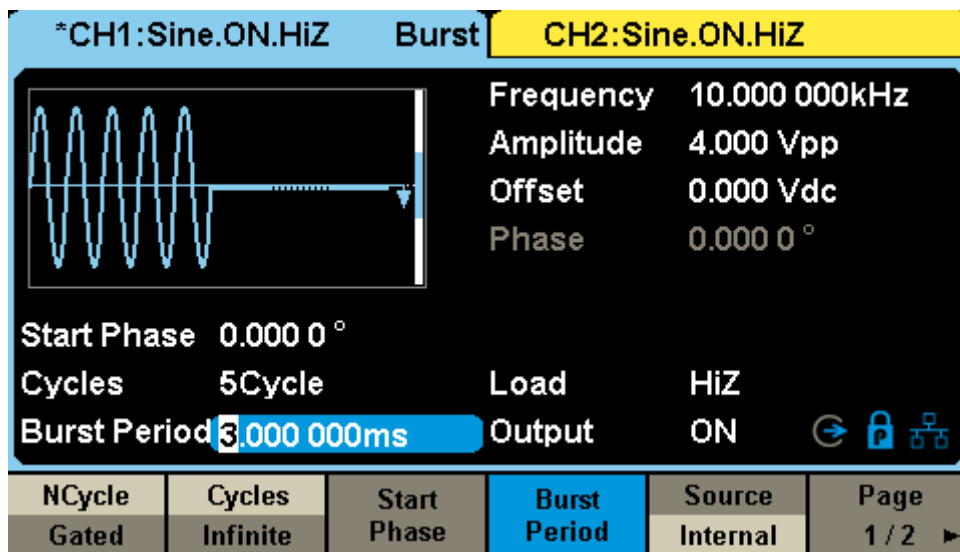 *CH1:Sine.ON.HiZ Burst CH2:Sine.ON.HiZ
Frequency 10.000 000kHz
Amplitude 4.000 Vpp
Offset 0.000 Vdc
Phase 0.000 0 °
Start Phase 0.000 0 °
Cycles 5Cycle Load HiZ
Burst Period 3.000 000ms Output ON P
NCycle Cycles Start Burst Source Page
Gated Infinite Phase Period Internal 1 / 2 ►